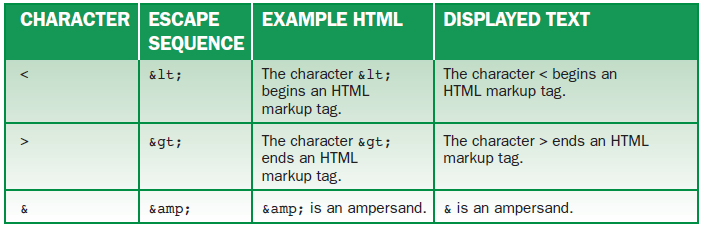 CHARACTER
ESCAPE
SEQUENCE
EXAMPLE HTML
DISPLAYED TEXT
<
&lt;
The character &lt;
begins an HTML
markup tag.
The character < begins an
HTML markup tag.
>
&gt;
The character &gt;
ends an HTML
markup tag.
The character > ends an HTML
markup tag.
&
&amp;
&amp; is an ampersand.
& is an ampersand.